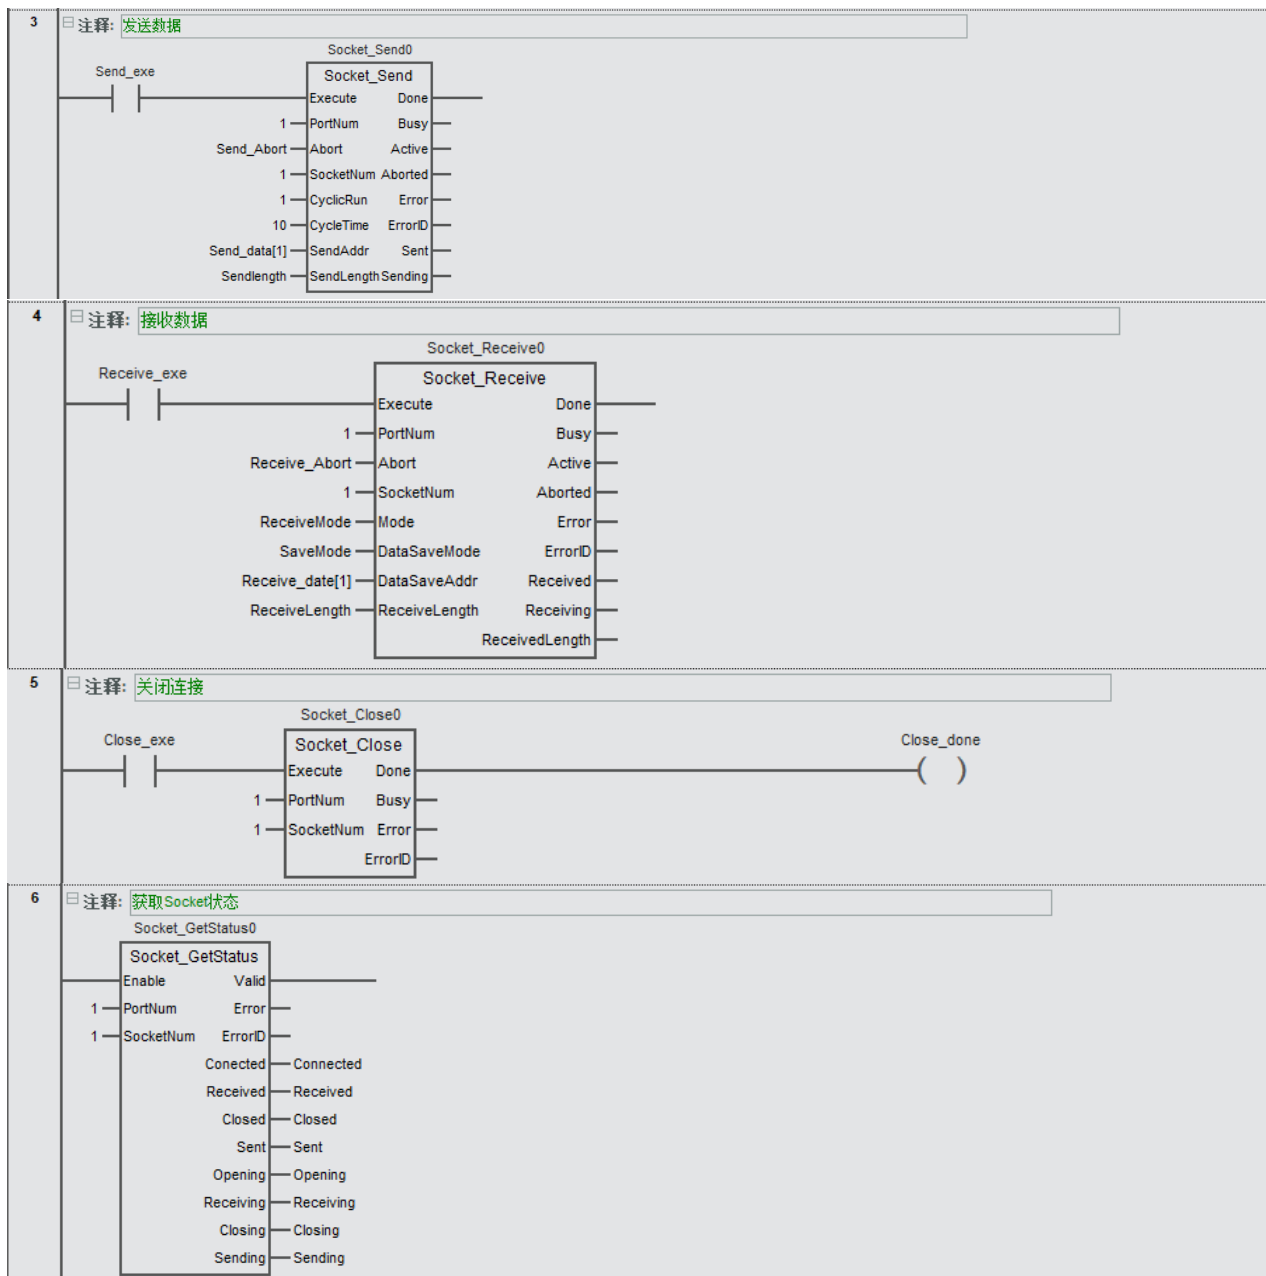 3 注释: 发送数据
Socket_Send0
Send_exe
Socket_Send
Execute Done
1 PortNum Busy
Send_Abort Abort Active
1 SocketNum Aborted
1 CyclicRun Error
10 CycleTime ErrorID
Send_data[1] SendAddr Sent
Sendlength SendLength Sending
4 注释: 接收数据
Socket_Receive0
Receive_exe
Socket_Receive
Execute Done
1 PortNum Busy
Receive_Abort Abort Active
1 SocketNum Aborted
ReceiveMode Mode Error
SaveMode DataSaveMode ErrorID
Receive_date[1] DataSaveAddr Received
ReceiveLength ReceiveLength Receiving
ReceivedLength
5 注释: 关闭连接
Socket_Close0
Close_exe Close_done
Socket_Close
Execute Done
1 PortNum Busy
1 SocketNum Error
ErrorID
6 注释: 获取Socket状态
Socket_GetStatus0
Socket_GetStatus
Enable Valid
1 PortNum Error
1 SocketNum ErrorID
Conected Connected
Received Received
Closed Closed
Sent Sent
Opening Opening
Receiving Receiving
Closing Closing
Sending Sending